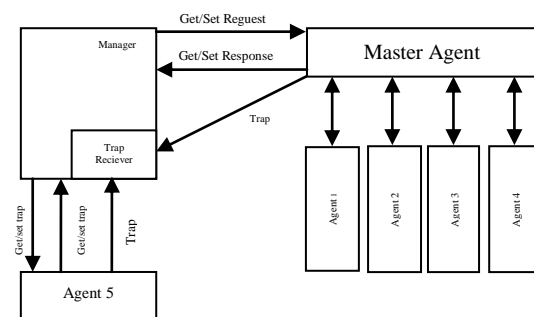 Get/Set Reguest
Manager
Get/Set Response
Master Agent
Trap
Trap
Reciever
Agent 1
Agent 2
Agent 3
Agent 4
Get/set trap
Get/set trap
Trap
Agent 5